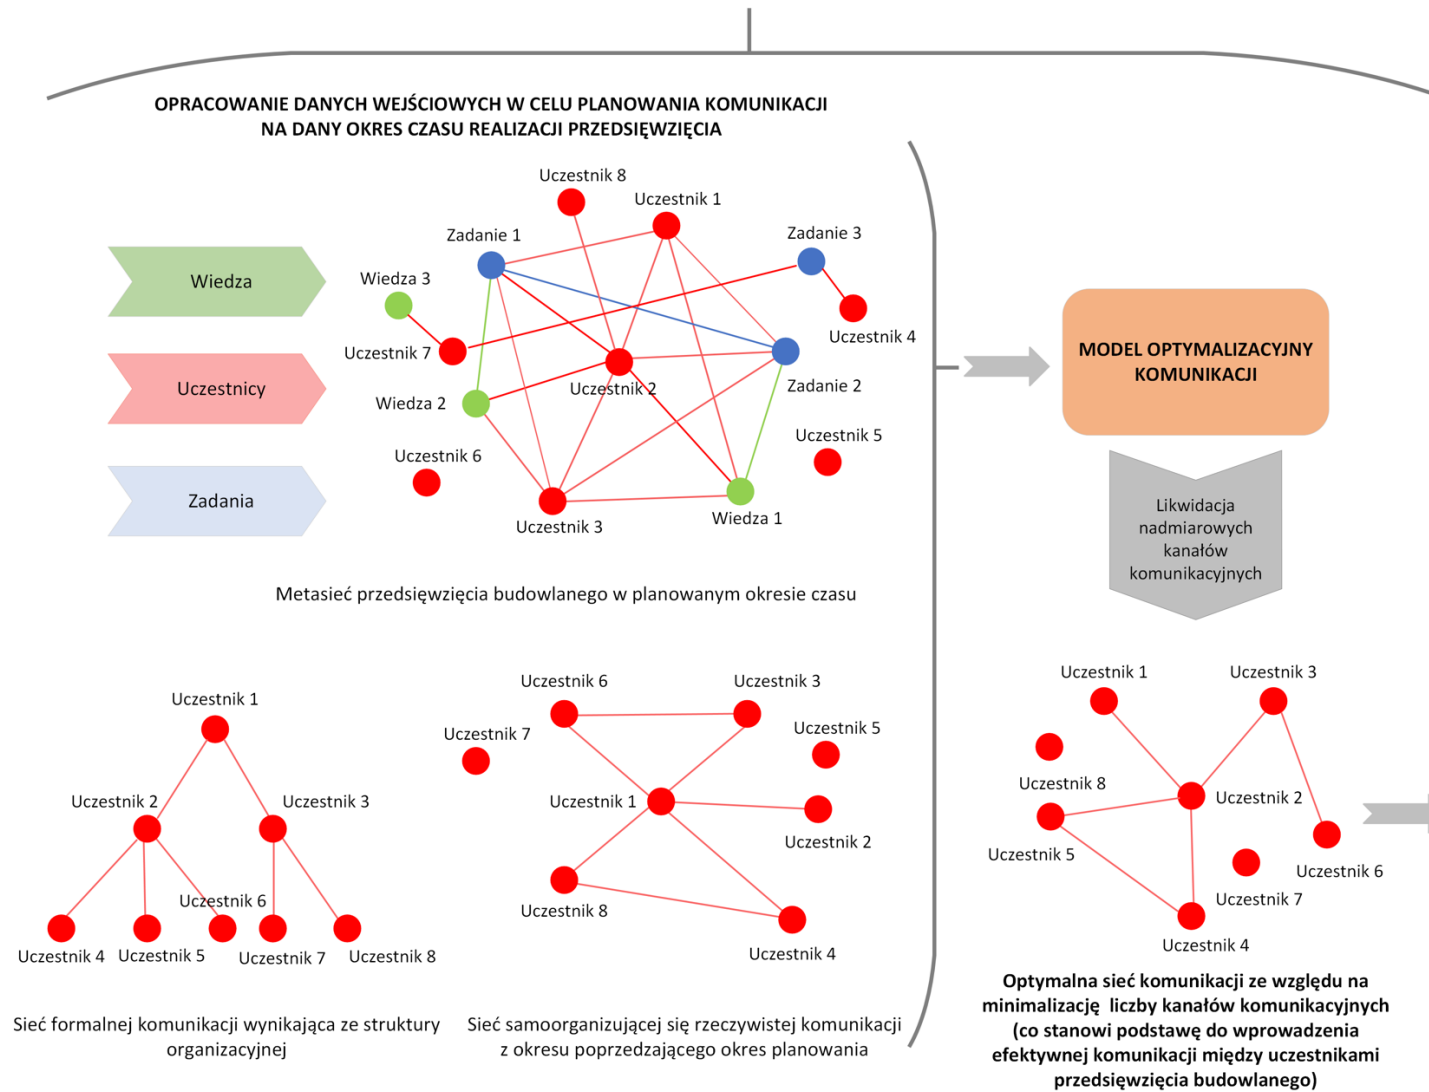 OPRACOWANIE DANYCH WEJŚCIOWYCH W CELU PLANOWANIA KOMUNIKACJI
NA DANY OKRES CZASU REALIZACJI PRZEDSIĘWZIĘCIA
Wiedza
Uczestnicy
Zadania
Uczestnik 8
Uczestnik 1
Zadanie 1
Zadanie 3
Wiedza 3
Uczestnik 4
Uczestnik 7
Uczestnik 2
Zadanie 2
Wiedza 2
Uczestnik 5
Uczestnik 6
Wiedza 1
Uczestnik 3
Metasieć przedsięwzięcia budowlanego w planowanym okresie czasu
MODEL OPTYMALIZACYJNY
KOMUNIKACJI
Likwidacja
nadmiarowych
kanałów
komunikacyjnych
Uczestnik 1
Uczestnik 2
Uczestnik 3
Uczestnik 6
Uczestnik 4
Uczestnik 5
Uczestnik 7
Uczestnik 8
Sieć formalnej komunikacji wynikająca ze struktury
organizacyjnej
Uczestnik 6
Uczestnik 3
Uczestnik 7
Uczestnik 5
Uczestnik 1
Uczestnik 2
Uczestnik 8
Uczestnik 4
Sieć samoorganizującej się rzeczywistej komunikacji
z okresu poprzedzającego okres planowania
Uczestnik 1
Uczestnik 3
Uczestnik 8
Uczestnik 2
Uczestnik 5
Uczestnik 6
Uczestnik 7
Uczestnik 4
Optymalna sieć komunikacji ze względu na
minimalizację liczby kanałów komunikacyjnych
(co stanowi podstawę do wprowadzenia
efektywnej komunikacji między uczestnikami
przedsięwzięcia budowlanego)